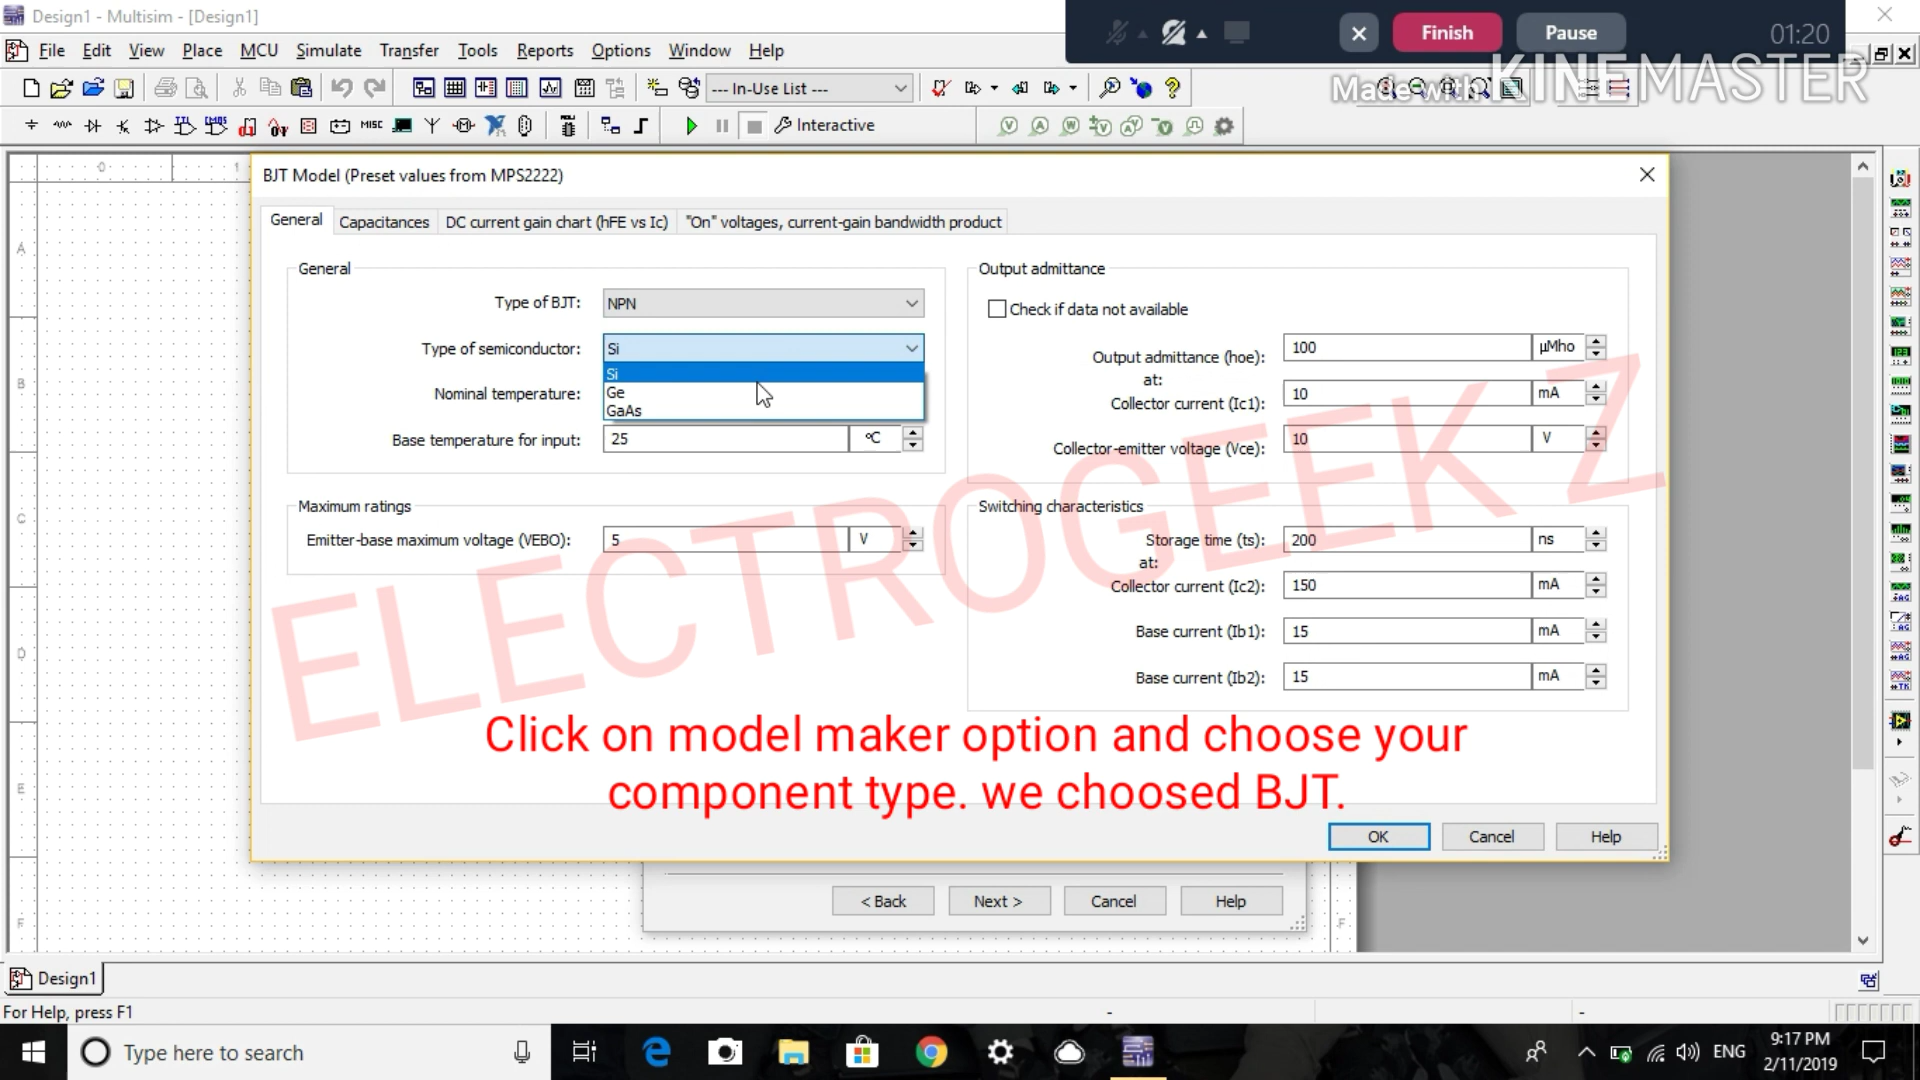 Design1 - Multisim - [Design1]
Finish
Pause
01:20
File Edit View Place MCU Simulate Transfer Tools Reports Options Window Help
Made with KINEMASTER
--- In-Use List ---
MISC
Interactive
0
1
A
B
C
D
E
F
F
BJT Model (Preset values from MPS2222)
General
Capacitances
DC current gain chart (hFE vs Ic)
"On" voltages, current-gain bandwidth product
General
Type of BJT: NPN
Type of semiconductor: Si
Si
Ge
GaAs
Nominal temperature:
Base temperature for input: 25 ºC
Maximum ratings
Emitter-base maximum voltage (VEBO): 5 V
Output admittance
Check if data not available
Output admittance (hoe): 100 µMho
at:
Collector current (Ic1): 10 mA
Collector-emitter voltage (Vce): 10 V
Switching characteristics
Storage time (ts): 200 ns
at:
Collector current (Ic2): 150 mA
Base current (Ib1): 15 mA
Base current (Ib2): 15 mA
ELECTROGEEK Z
Click on model maker option and choose your
component type. we choosed BJT.
OK Cancel Help
< Back Next > Cancel Help
Design1
For Help, press F1
-
-
Type here to search
ENG
9:17 PM
2/11/2019